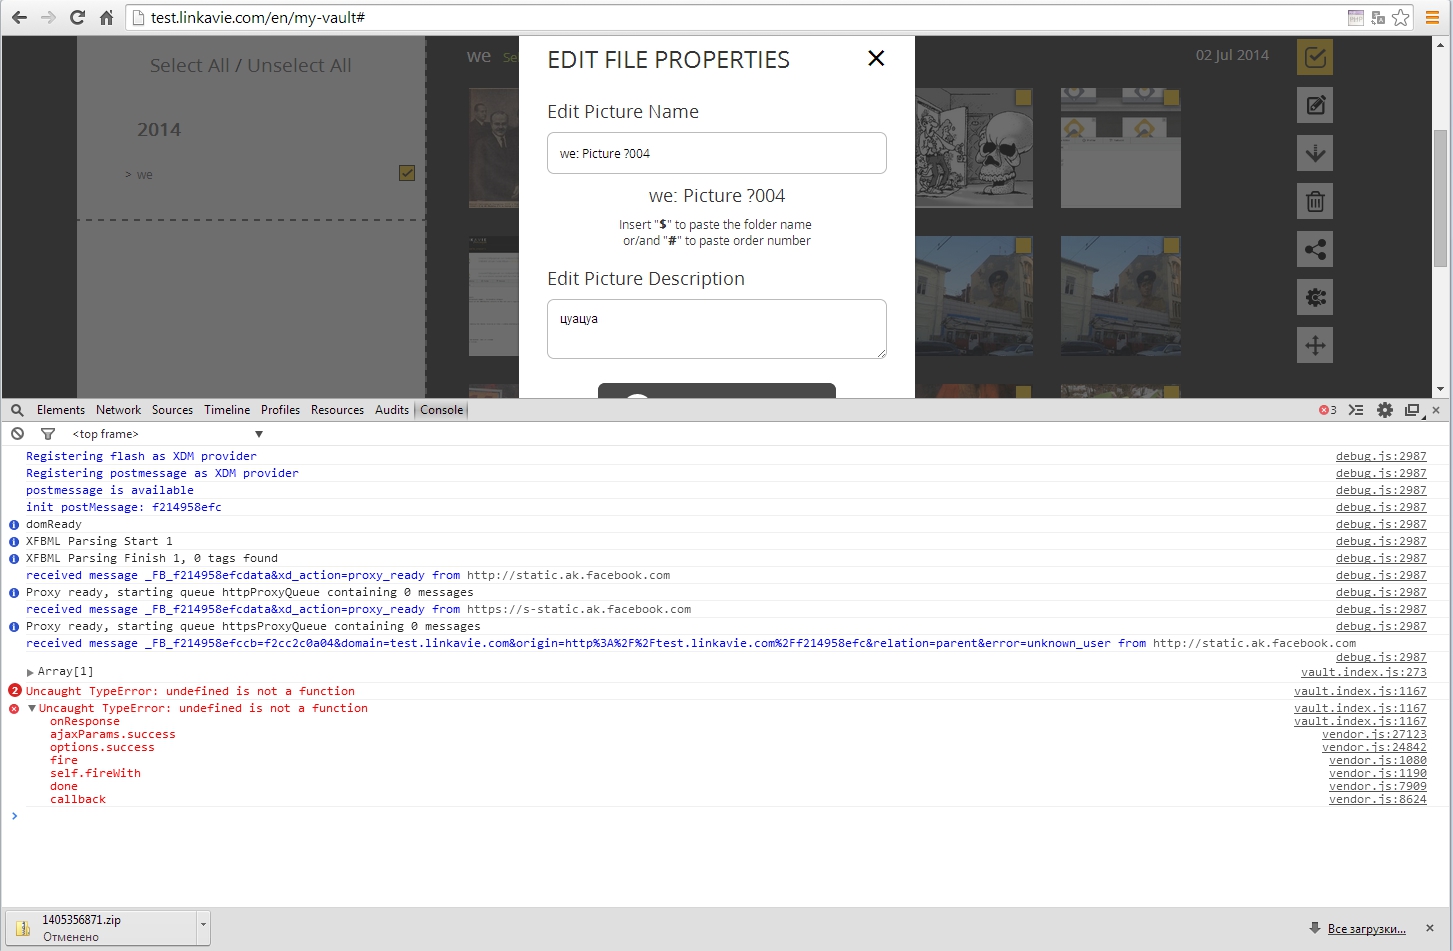 test.linkavie.com/en/my-vault#
Select All / Unselect All
2014
> we
we
02 Jul 2014
EDIT FILE PROPERTIES
Edit Picture Name
we: Picture ?004
we: Picture ?004
Insert "$" to paste the folder name
or/and "#" to paste order number
Edit Picture Description
цуацуа
Elements Network Sources Timeline Profiles Resources Audits Console
3
<top frame>
Registering flash as XDM provider debug.js:2987
Registering postmessage as XDM provider debug.js:2987
postmessage is available debug.js:2987
init postMessage: f214958efc debug.js:2987
domReady debug.js:2987
XFBML Parsing Start 1 debug.js:2987
XFBML Parsing Finish 1, 0 tags found debug.js:2987
received message _FB_f214958efcdata&xd_action=proxy_ready from http://static.ak.facebook.com debug.js:2987
Proxy ready, starting queue httpProxyQueue containing 0 messages debug.js:2987
received message _FB_f214958efcdata&xd_action=proxy_ready from https://s-static.ak.facebook.com debug.js:2987
Proxy ready, starting queue httpsProxyQueue containing 0 messages debug.js:2987
received message _FB_f214958efccb=f2cc2c0a04&domain=test.linkavie.com&origin=http%3A%2F%2Ftest.linkavie.com%2Ff214958efc&relation=parent&error=unknown_user from http://static.ak.facebook.com
debug.js:2987
Array[1] vault.index.js:273
2 Uncaught TypeError: undefined is not a function vault.index.js:1167
Uncaught TypeError: undefined is not a function vault.index.js:1167
onResponse vault.index.js:1167
ajaxParams.success vendor.js:27123
options.success vendor.js:24842
fire vendor.js:1080
self.fireWith vendor.js:1190
done vendor.js:7909
callback vendor.js:8624
1405356871.zip
Отменено
Все загрузки...